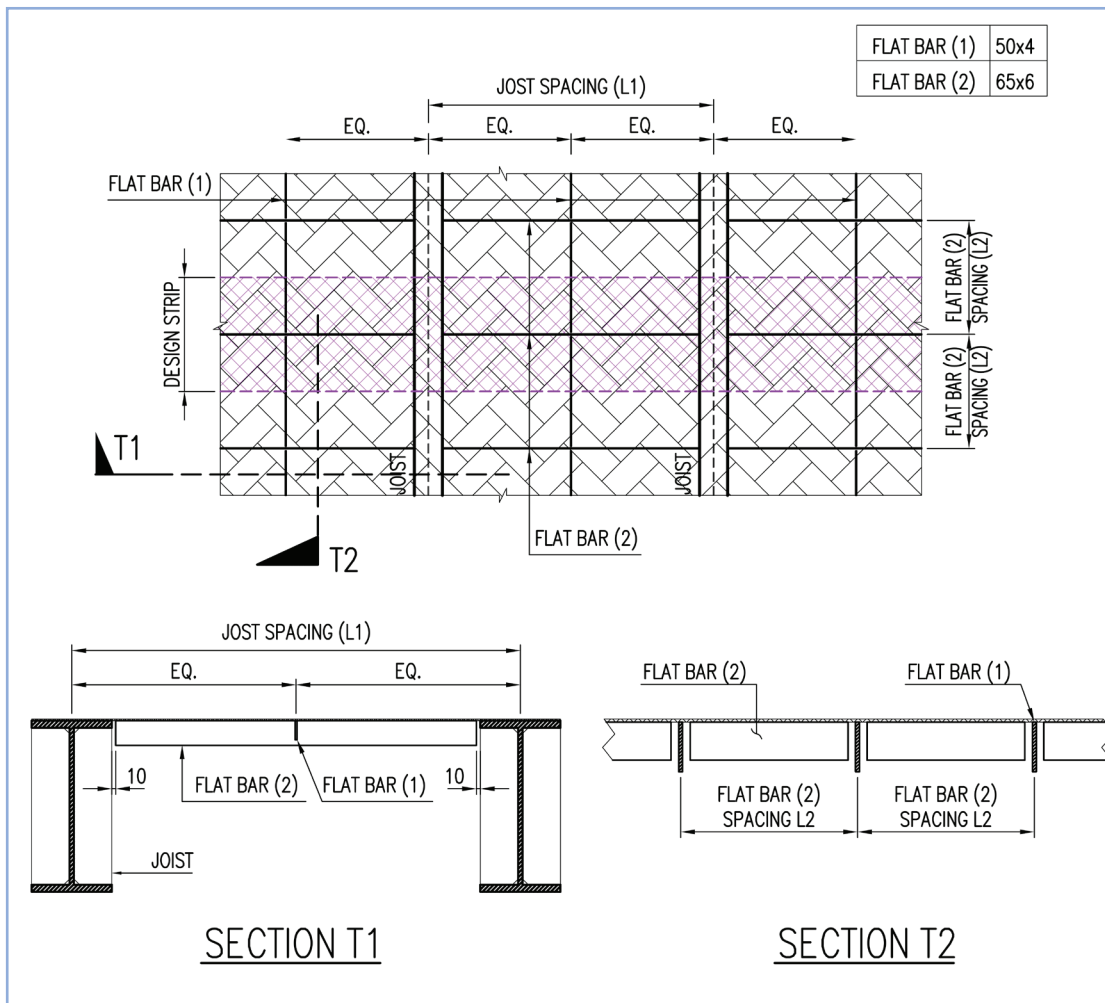 FLAT BAR (1) 50x4
FLAT BAR (2) 65x6
JOST SPACING (L1)
EQ. EQ. EQ. EQ.
FLAT BAR (1)
DESIGN STRIP
FLAT BAR (2)
SPACING (L2)
FLAT BAR (2)
SPACING (L2)
T1
JOIST
JOIST
FLAT BAR (2)
T2
JOST SPACING (L1)
EQ. EQ.
10
FLAT BAR (2)
FLAT BAR (1)
10
JOIST
SECTION T1
FLAT BAR (2)
FLAT BAR (1)
FLAT BAR (2)
SPACING L2
FLAT BAR (2)
SPACING L2
SECTION T2